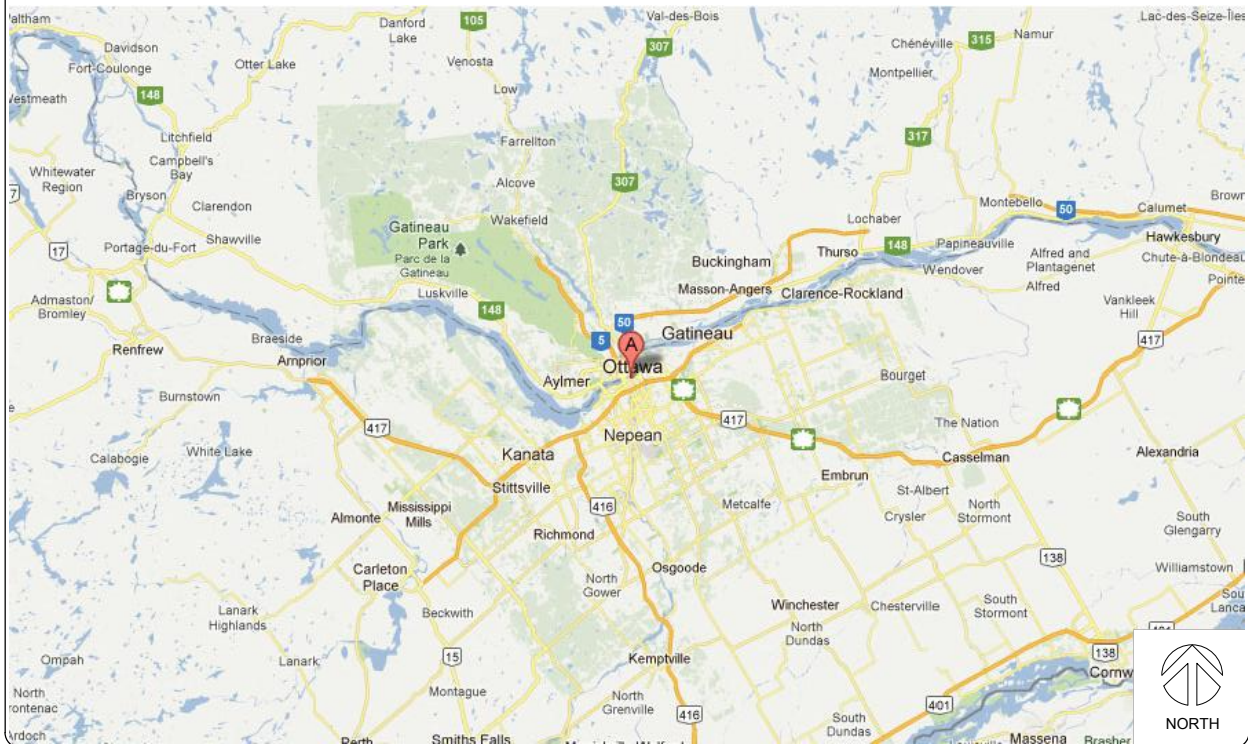 Val-des-Bois
Lac-des-Seize-Îles
Danford
Lake
105
Namur
315
Davidson
307
Chénéville
Fort-Coulonge
Otter Lake
Venosta
Montpellier
Low
148
317
Litchfield
Farrellton
Campbell's
Bay
Whitewater
Region
Bryson
Clarendon
Alcove
307
Wakefield
Lochaber
Montebello
50
Calumet
Gatineau
Park
Parc de la
Gatineau
17
Portage-du-Fort
Shawville
Buckingham
Thurso
148
Papineauville
Hawkesbury
Wendover
Alfred and
Plantagenet
Chute-à-Blondeau
Masson-Angers
Clarence-Rockland
Alfred
Luskville
148
Admaston/
Bromley
Vankleek
Hill
50
5
A
Gatineau
Braeside
417
Renfrew
Arnprior
Ottawa
Aylmer
Bourget
Burnstown
417
417
The Nation
Nepean
Kanata
Calabogie
White Lake
Casselman
Alexandria
Embrun
Stittsville
St-Albert
416
Metcalfe
Almonte
Mississippi
Mills
Crysler
North
Stormont
South
Glengarry
Richmond
138
Carleton
Place
Osgoode
Williamstown
North
Gower
Winchester
Chesterville
South
Stormont
Lanark
Highlands
Beckwith
North
Dundas
Ompah
Lanark
15
Kemptville
138
Montague
North
Grenville
401
416
South
Dundas
NORTH
Perth
Smiths Falls
Massena
Brasher